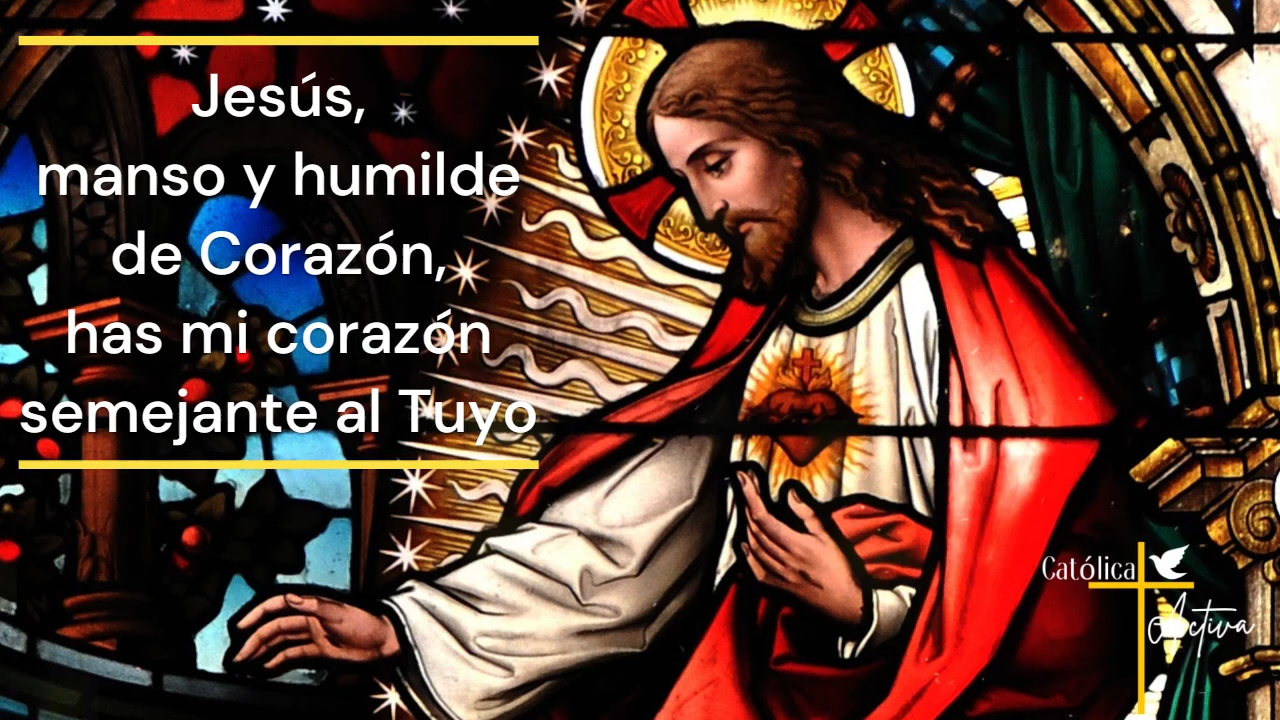 Jesús,
manso y humilde
de Corazón,
has mi corazón
semejante al Tuyo
Católica
Activa